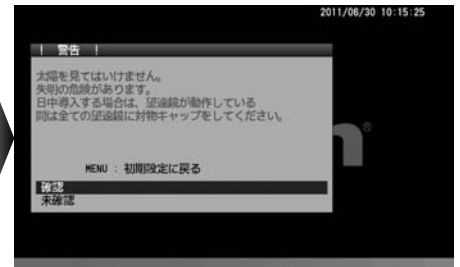 2011/06/30 10:15:25
! 警告 !
太陽を見てはいけません。
失明の危険があります。
日中導入する場合は、望遠鏡が動作している
間は全ての望遠鏡に対物キャップをしてください。
MENU : 初期設定に戻る
確認
未確認
n®